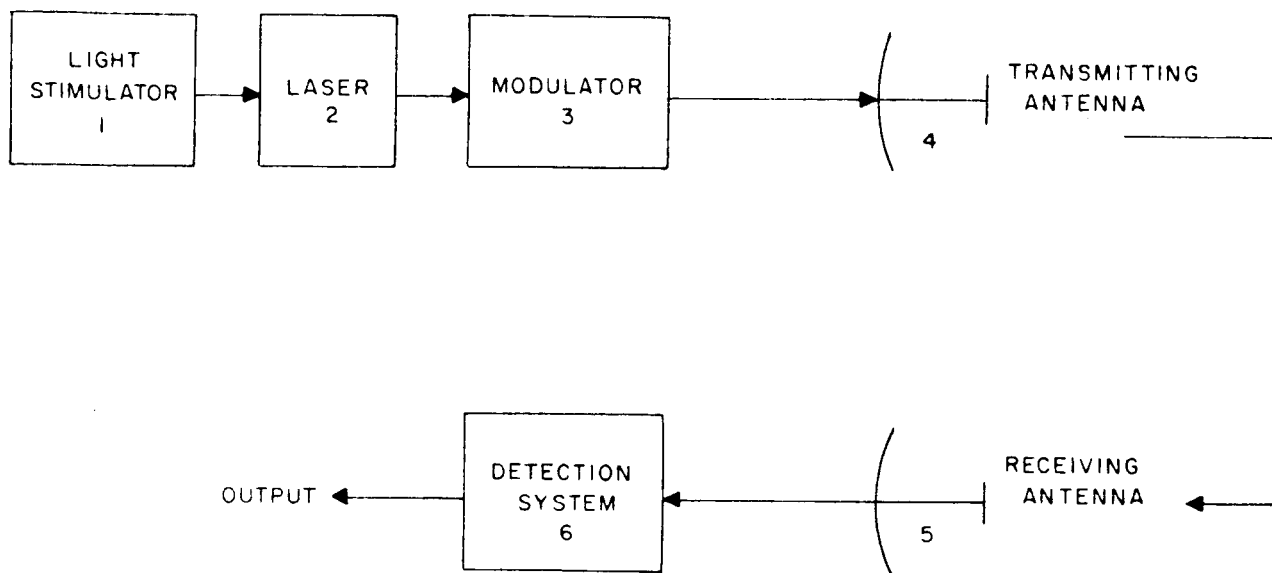 LIGHT
STIMULATOR
1
LASER
2
MODULATOR
3
4
TRANSMITTING
ANTENNA
OUTPUT
DETECTION
SYSTEM
6
5
RECEIVING
ANTENNA